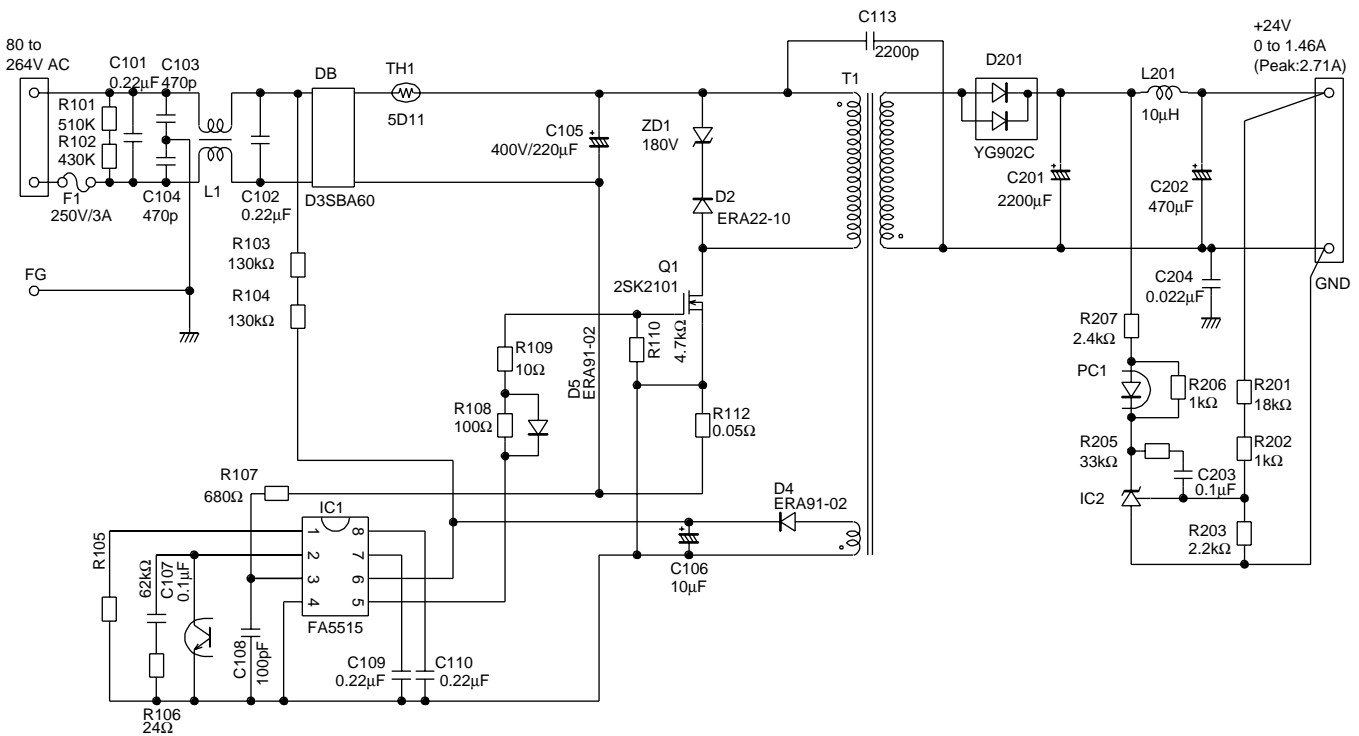 80 to
264V AC
C101
0.22μF
C103
470p
R101
510K
R102
430K
F1
250V/3A
C104
470p
L1
C102
0.22μF
DB
D3SBA60
TH1
5D11
C105
400V/220μF
ZD1
180V
D2
ERA22-10
C113
2200p
T1
D201
YG902C
L201
10μH
+24V
0 to 1.46A
(Peak:2.71A)
C201
2200μF
C202
470μF
C204
0.022μF
GND
FG
R103
130kΩ
R104
130kΩ
Q1
2SK2101
R110
4.7kΩ
D5
ERA91-02
R109
10Ω
R108
100Ω
R112
0.05Ω
R207
2.4kΩ
PC1
R206
1kΩ
R201
18kΩ
R205
33kΩ
R202
1kΩ
C203
0.1μF
IC2
R203
2.2kΩ
R107
680Ω
IC1
1
2
3
4
8
7
6
5
FA5515
D4
ERA91-02
C106
10μF
R105
62kΩ
C107
0.1μF
C108
100pF
C109
0.22μF
C110
0.22μF
R106
24Ω